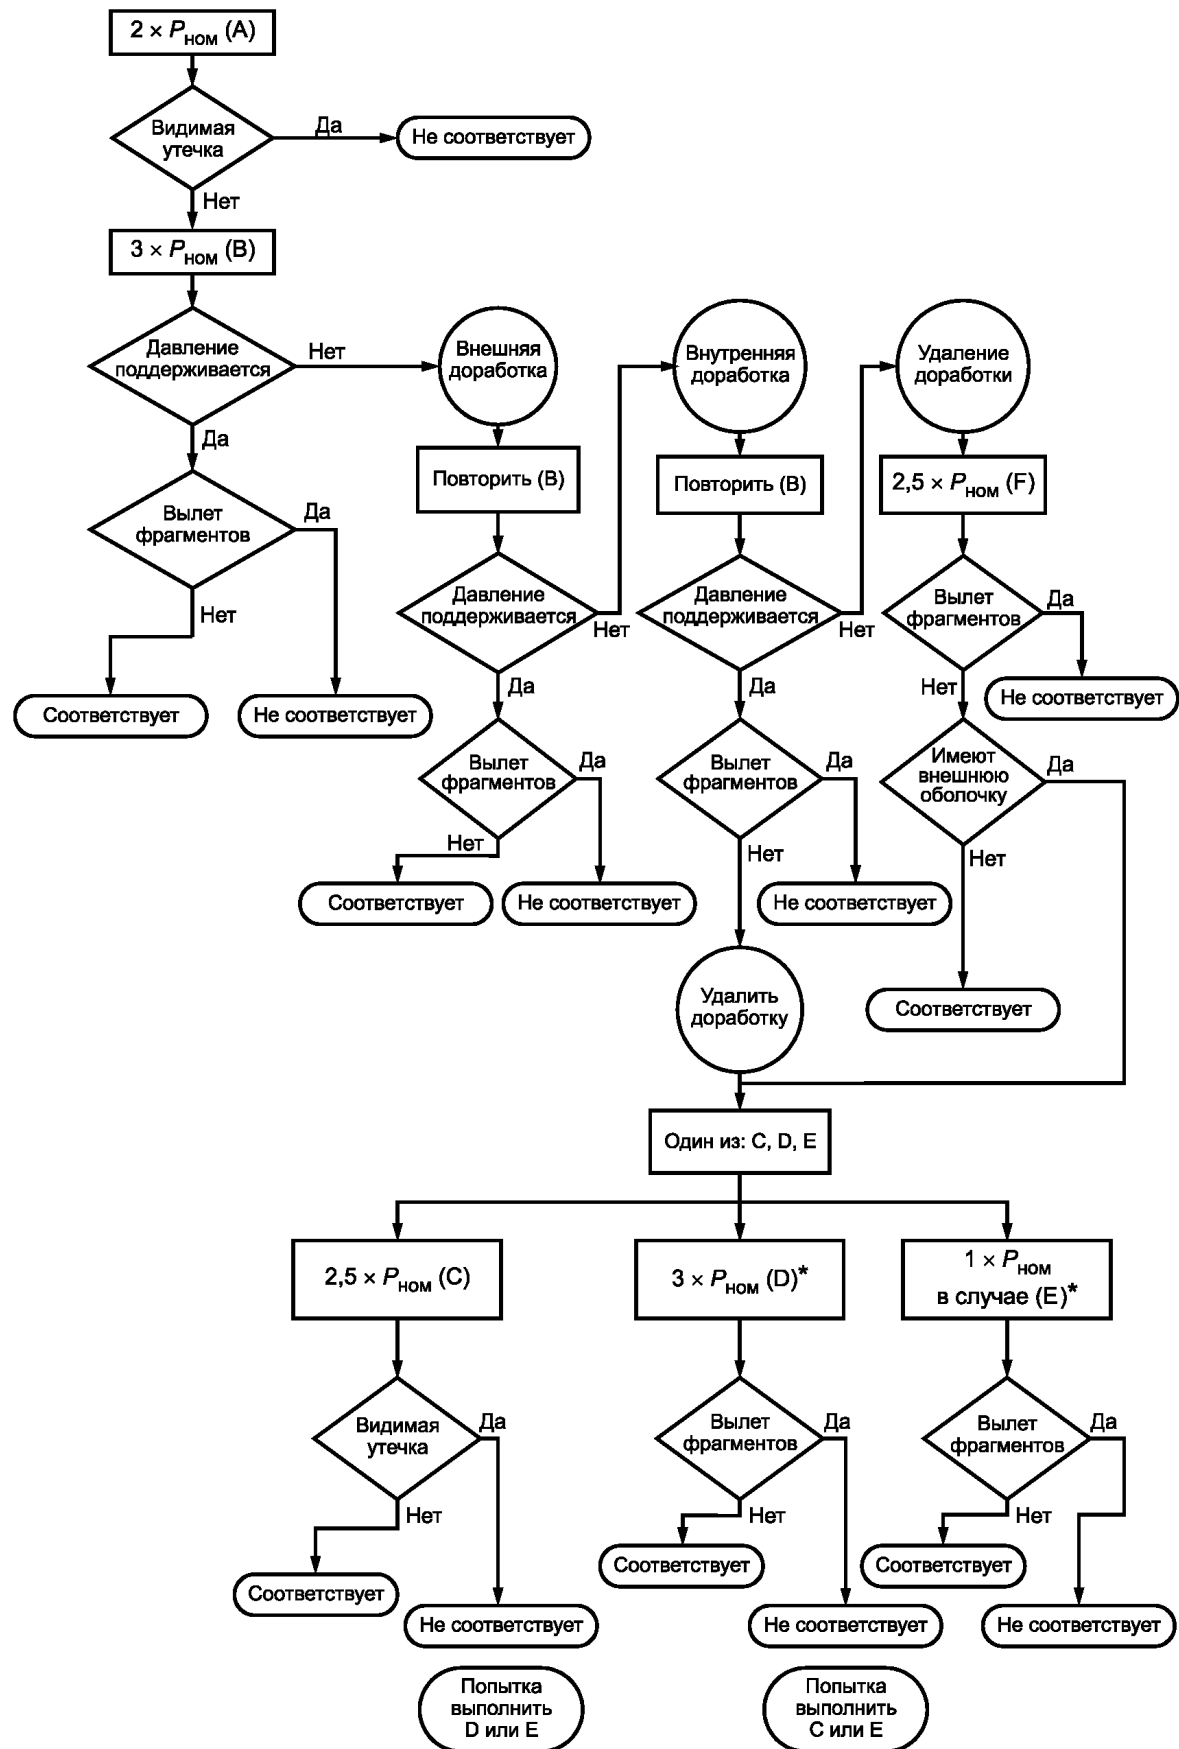 2 × Pном (A)
Видимая
утечка
Да
Не соответствует
Нет
3 × Pном (B)
Давление
поддерживается
Нет
Внешняя
доработка
Внутренняя
доработка
Удаление
доработки
Да
Повторить (B)
Повторить (B)
2,5 × Pном (F)
Вылет
фрагментов
Да
Нет
Давление
поддерживается
Нет
Давление
поддерживается
Нет
Вылет
фрагментов
Да
Соответствует
Не соответствует
Да
Да
Нет
Не соответствует
Вылет
фрагментов
Да
Вылет
фрагментов
Да
Имеют
внешнюю
оболочку
Да
Нет
Нет
Нет
Соответствует
Не соответствует
Не соответствует
Удалить
доработку
Соответствует
Один из: C, D, E
2,5 × Pном (C)
3 × Pном (D)*
1 × Pном
в случае (E)*
Видимая
утечка
Да
Вылет
фрагментов
Да
Вылет
фрагментов
Да
Нет
Нет
Нет
Соответствует
Соответствует
Соответствует
Не соответствует
Не соответствует
Не соответствует
Попытка
выполнить
D или E
Попытка
выполнить
C или E